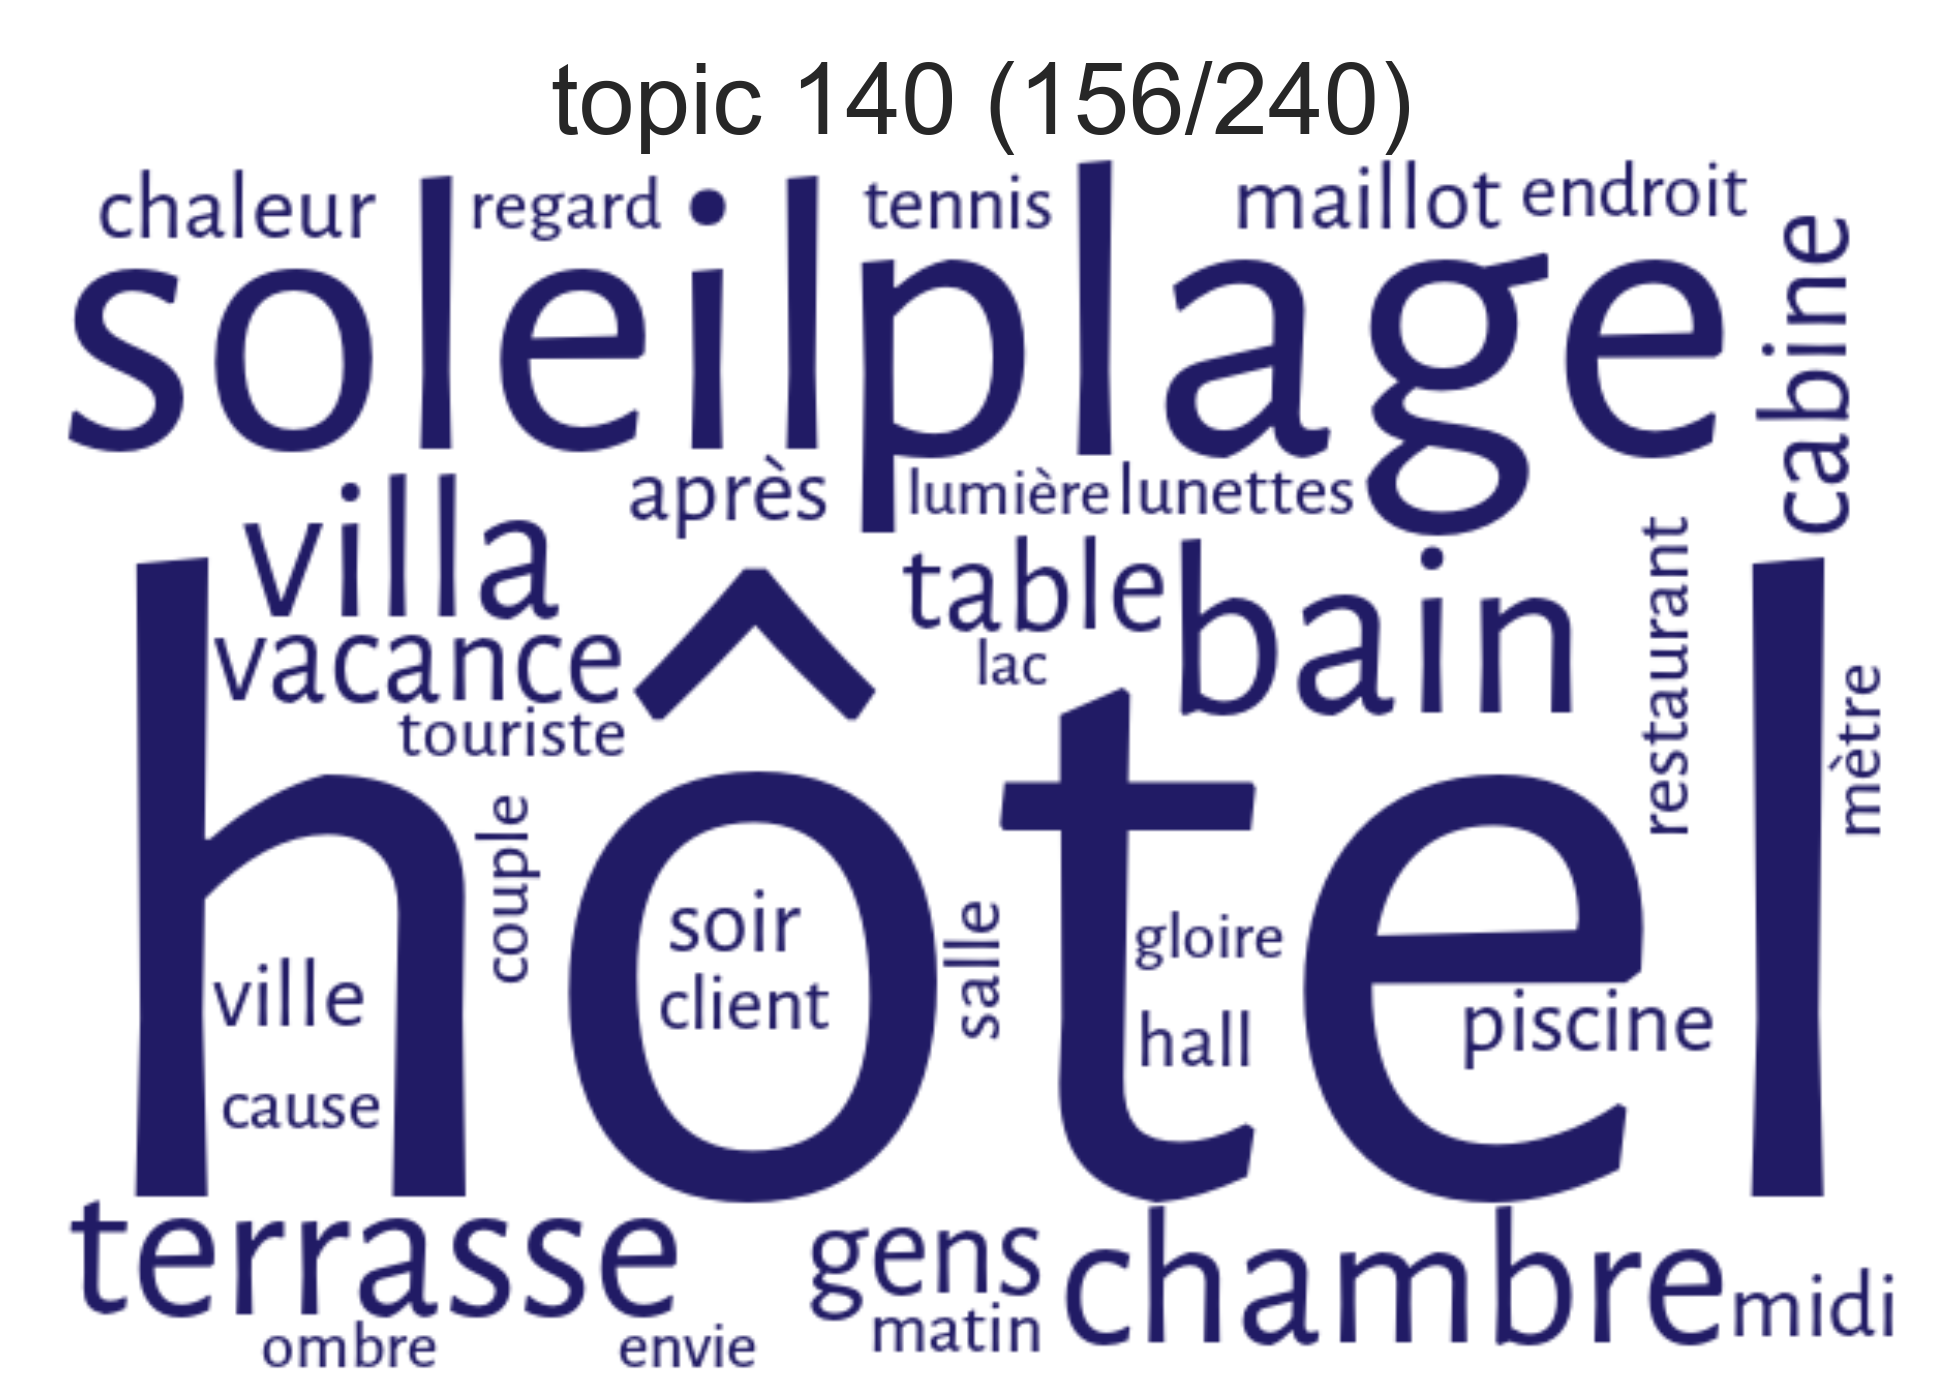 topic 140 (156/240)
chaleur
regard
tennis
maillot
endroit
soleil
plage
cabine
villa
après
lumière
lunettes
vacance
table
bain
lac
touriste
restaurant
mètre
hôtel
couple
soir
client
salle
gloire
hall
ville
cause
piscine
terrasse
gens
chambre
midi
ombre
envie
matin